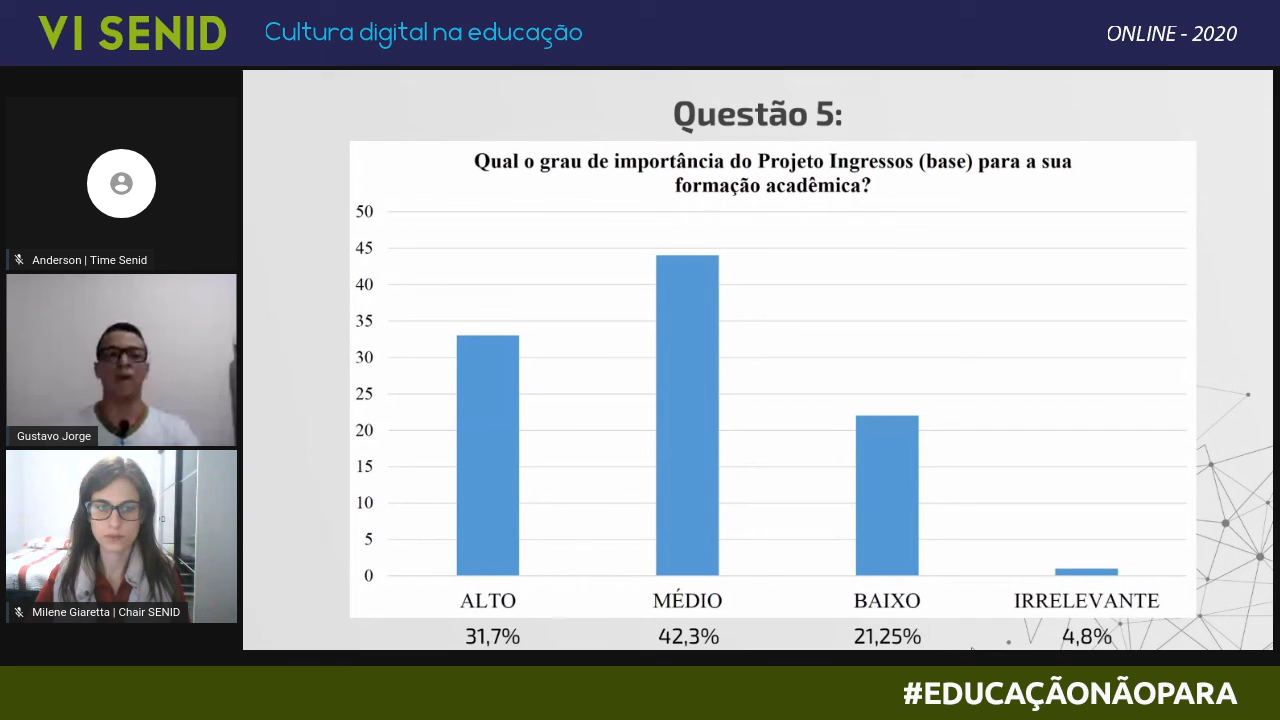 VI SENID
Cultura digital na educação
ONLINE - 2020
Anderson | Time Senid
Gustavo Jorge
Milene Giaretta | Chair SENID
Questão 5:
Qual o grau de importância do Projeto Ingressos (base) para a sua
formação acadêmica?
50
45
40
35
30
25
20
15
10
5
0
ALTO
MÉDIO
BAIXO
IRRELEVANTE
31,7%
42,3%
21,25%
4,8%
#EDUCAÇÃONÃOPARA